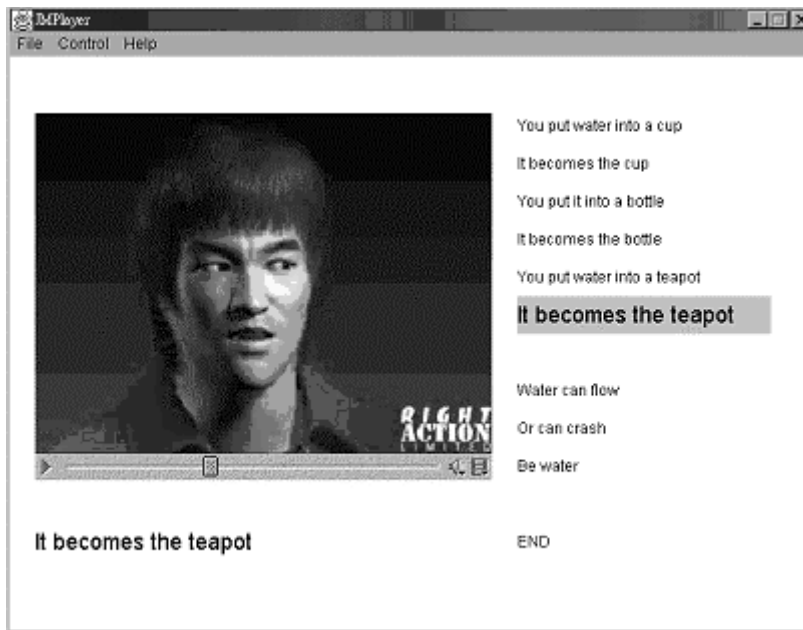 JMPlayer
File Control Help
You put water into a cup
It becomes the cup
You put it into a bottle
It becomes the bottle
You put water into a teapot
It becomes the teapot
Water can flow
Or can crash
Be water
RIGHT
ACTION
LIMITED
It becomes the teapot
END